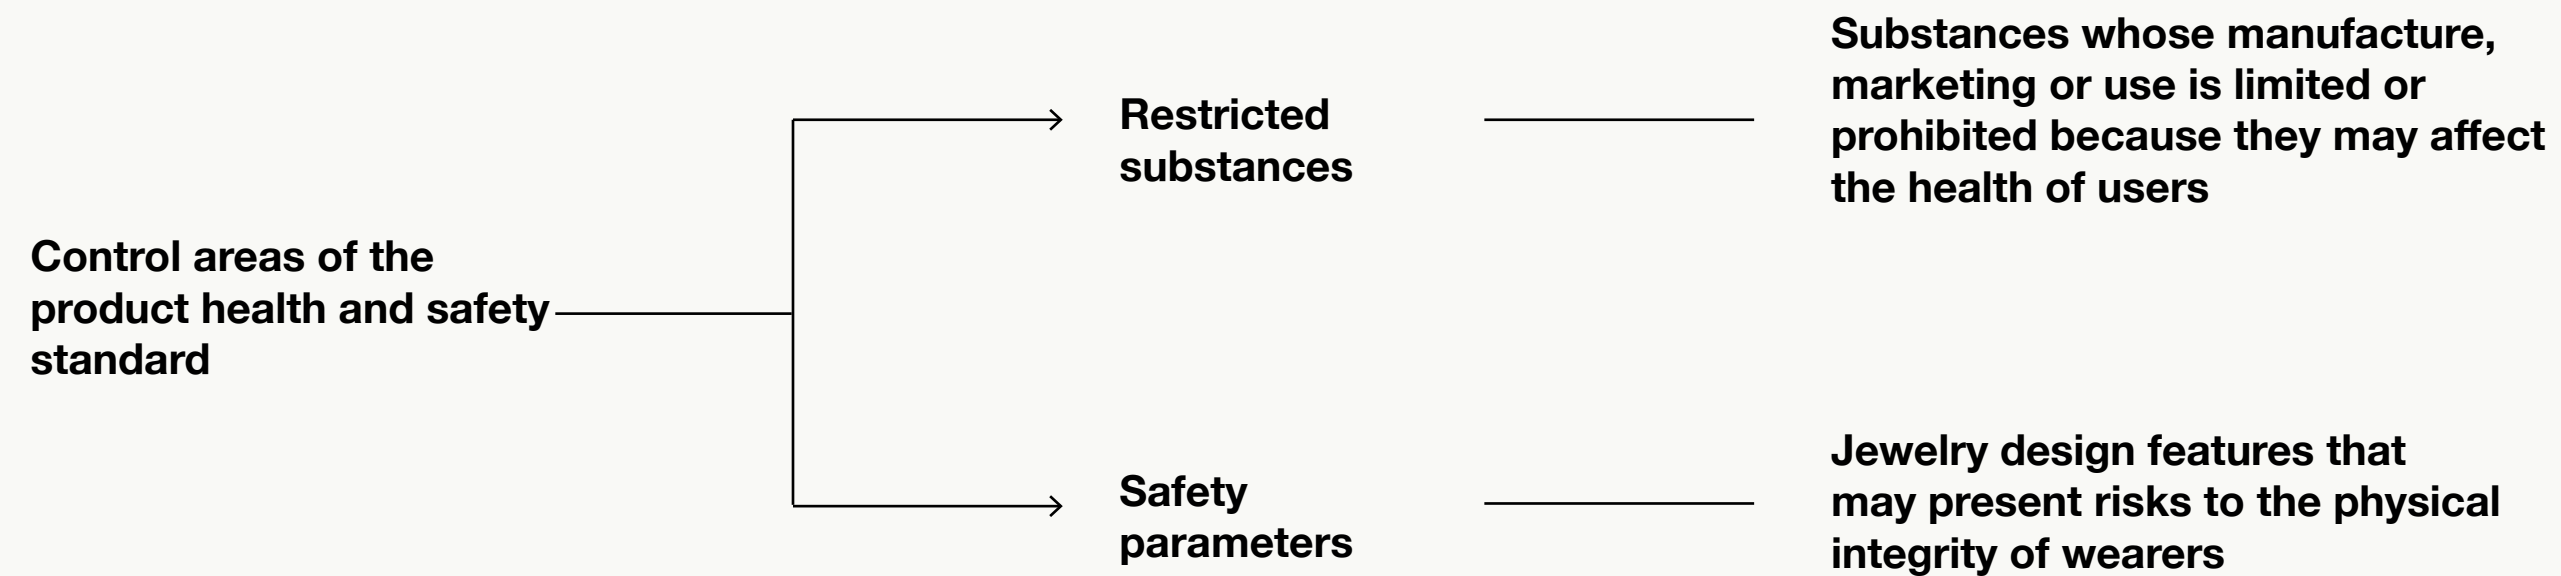 Control areas of the
product health and safety
standard
Restricted
substances
Substances whose manufacture,
marketing or use is limited or
prohibited because they may affect
the health of users
Safety
parameters
Jewelry design features that
may present risks to the physical
integrity of wearers